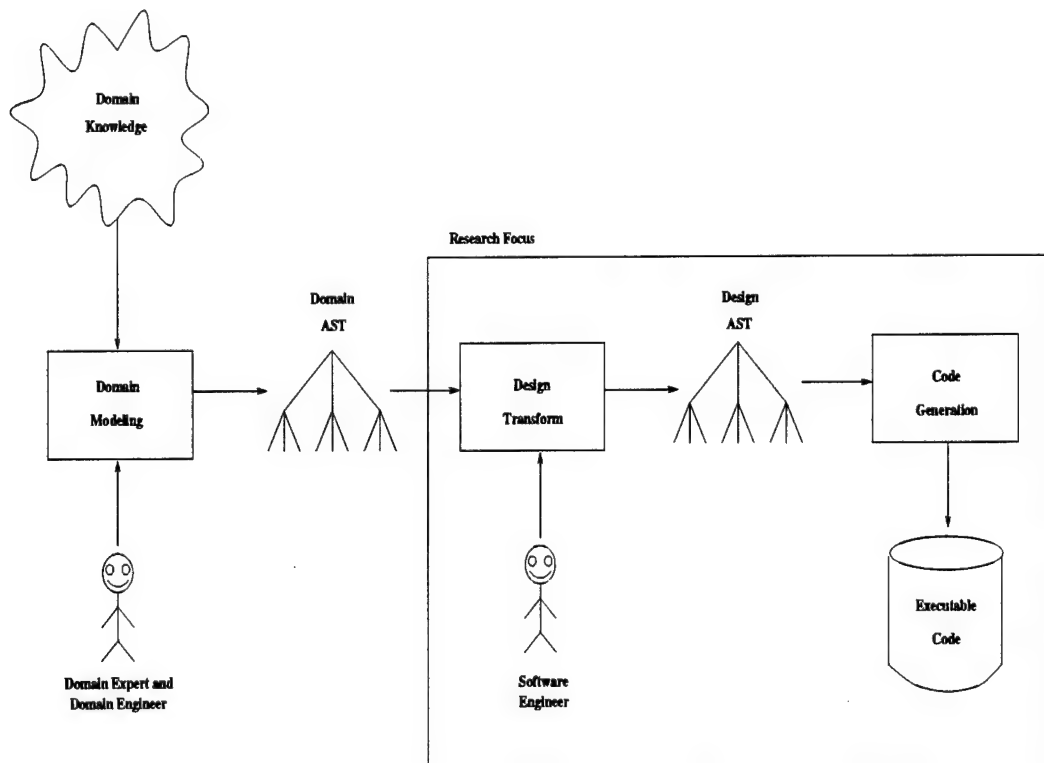 Domain
Knowledge
Research Focus
Domain
AST
Design
AST
Domain
Modeling
Design
Transform
Code
Generation
Executable
Code
Domain Expert and
Domain Engineer
Software
Engineer